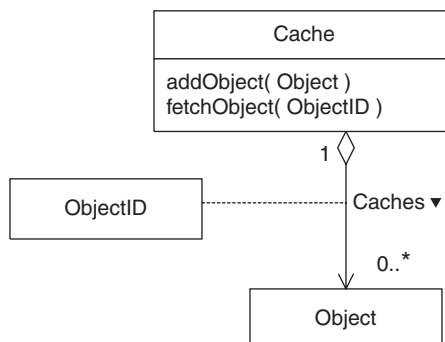 Cache
addObject( Object )
fetchObject( ObjectID )
1
ObjectID
Caches ▼
0..*
Object